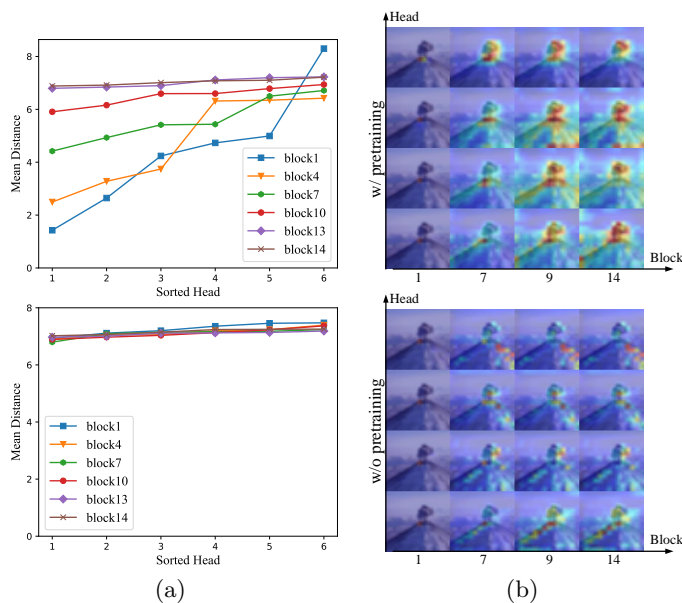 8
6
4
2
0
Mean Distance
block1
block4
block7
block10
block13
block14
1 2 3 4 5 6
Sorted Head
Head
w/ pretraining
1 7 9 14
Block
8
6
4
2
0
Mean Distance
block1
block4
block7
block10
block13
block14
1 2 3 4 5 6
Sorted Head
Head
w/o pretraining
1 7 9 14
Block
(a)
(b)